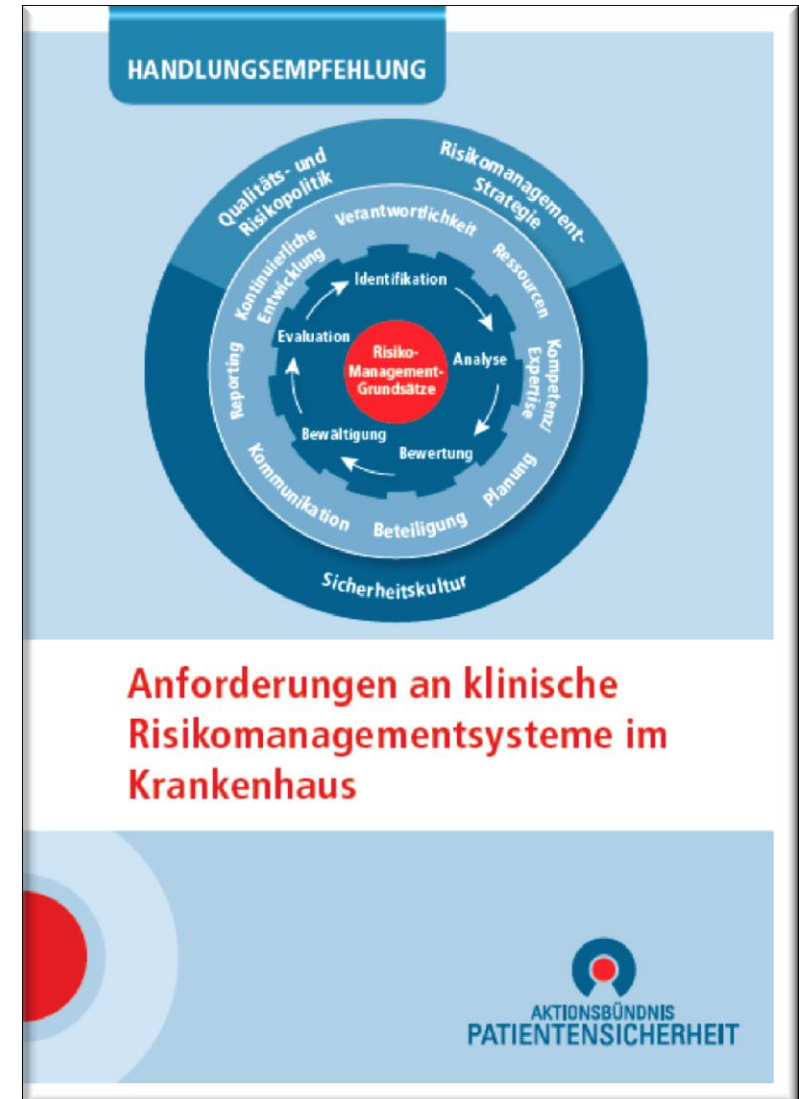 HANDLUNGSEMPFEHLUNG
Qualitäts- und
Risikopolitik
Risikomanagement-
Strategie
Kontinuierliche
Entwicklung
Verantwortlichkeit
Ressourcen
Kompetenz/
Expertise
Planung
Beteiligung
Kommunikation
Reporting
Identifikation
Analyse
Bewertung
Bewältigung
Evaluation
Risiko-
Management-
Grundsätze
Sicherheitskultur
Anforderungen an klinische
Risikomanagementsysteme im
Krankenhaus
AKTIONSBÜNDNIS
PATIENTENSICHERHEIT